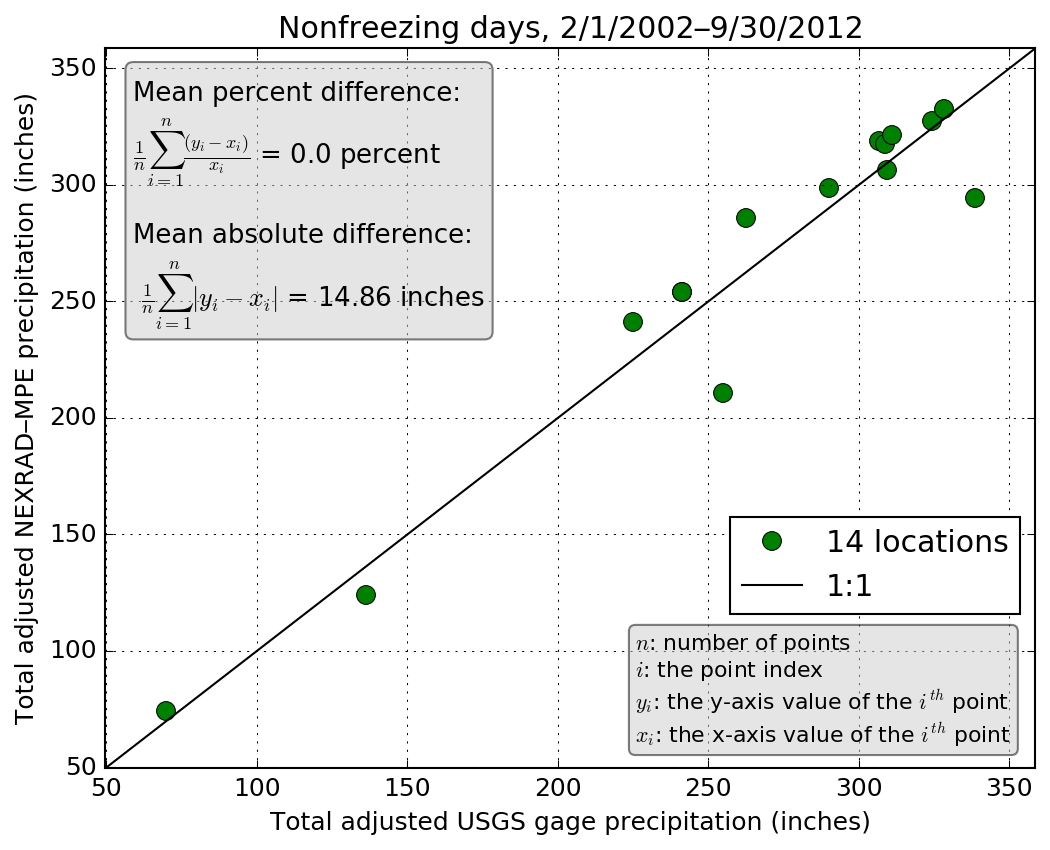 Nonfreezing days, 2/1/2002–9/30/2012
Total adjusted NEXRAD–MPE precipitation (inches)
350
300
250
200
150
100
50
Mean percent difference:
$\frac{1}{n}\sum_{i=1}^{n}\frac{(y_i-x_i)}{x_i}$ = 0.0 percent
Mean absolute difference:
$\frac{1}{n}\sum_{i=1}^{n}|y_i-x_i|$ = 14.86 inches
14 locations
1:1
n: number of points
i: the point index
$y_i$: the y-axis value of the $i^{th}$ point
$x_i$: the x-axis value of the $i^{th}$ point
50 100 150 200 250 300 350
Total adjusted USGS gage precipitation (inches)